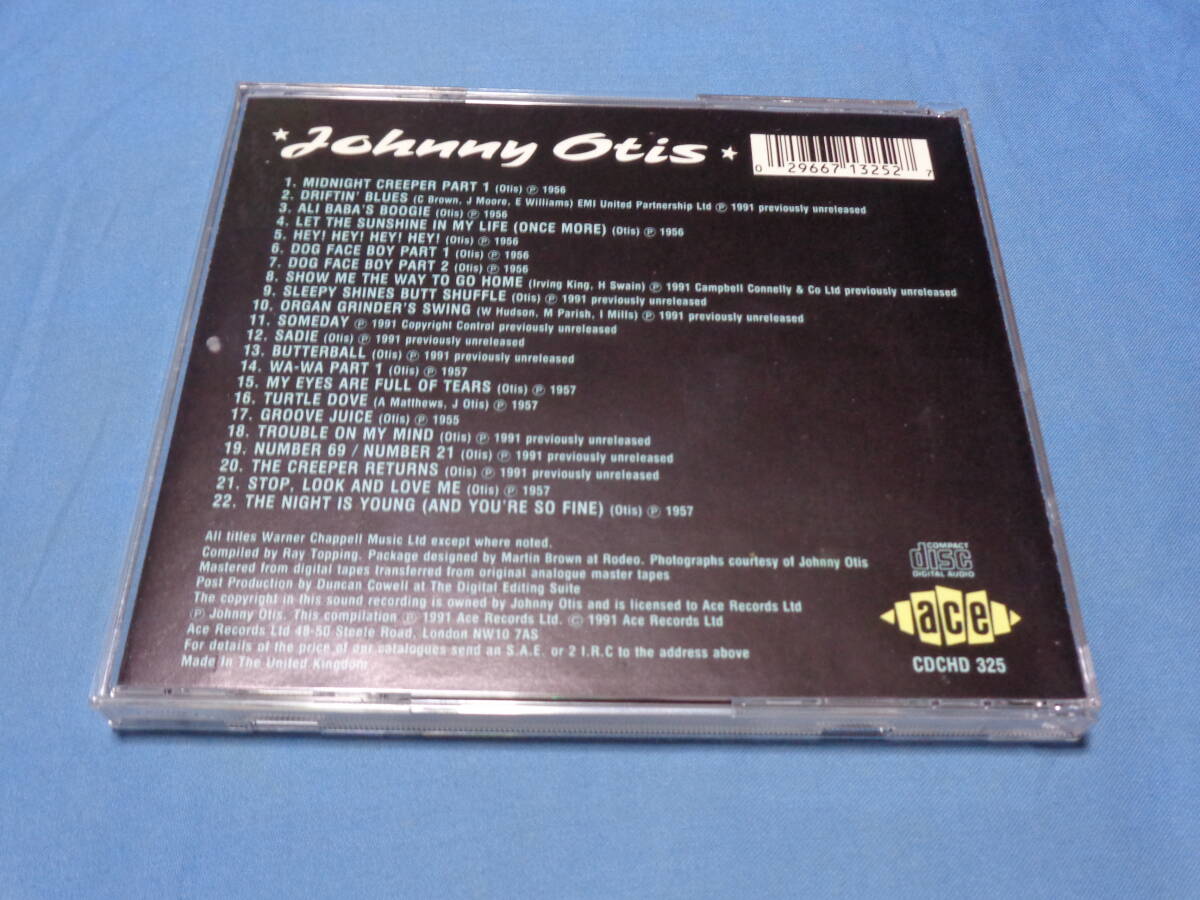 Johnny Otis
0 29667 13252 7
1. MIDNIGHT CREEPER PART 1 (Otis) ℗ 1956
2. DRIFTIN' BLUES (C Brown, J Moore, E Williams) EMI United Partnership Ltd ℗ 1991 previously unreleased
3. ALI BABA'S BOOGIE (Otis) ℗ 1956
4. LET THE SUNSHINE IN MY LIFE (ONCE MORE) (Otis) ℗ 1956
5. HEY! HEY! HEY! HEY! (Otis) ℗ 1956
6. DOG FACE BOY PART 1 (Otis) ℗ 1956
7. DOG FACE BOY PART 2 (Otis) ℗ 1956
8. SHOW ME THE WAY TO GO HOME (Irving King, H Swain) ℗ 1991 Campbell Connelly & Co Ltd previously unreleased
9. SLEEPY SHINES BUTT SHUFFLE (Otis) ℗ 1991 previously unreleased
10. ORGAN GRINDER'S SWING (W Hudson, M Parish, I Mills) ℗ 1991 previously unreleased
11. SOMEDAY ℗ 1991 Copyright Control previously unreleased
12. SADIE (Otis) ℗ 1991 previously unreleased
13. BUTTERBALL (Otis) ℗ 1991 previously unreleased
14. WA-WA PART 1 (Otis) ℗ 1957
15. MY EYES ARE FULL OF TEARS (Otis) ℗ 1957
16. TURTLE DOVE (A Matthews, J Otis) ℗ 1957
17. GROOVE JUICE (Otis) ℗ 1955
18. TROUBLE ON MY MIND (Otis) ℗ 1991 previously unreleased
19. NUMBER 69 / NUMBER 21 (Otis) ℗ 1991 previously unreleased
20. THE CREEPER RETURNS (Otis) ℗ 1991 previously unreleased
21. STOP, LOOK AND LOVE ME (Otis) ℗ 1957
22. THE NIGHT IS YOUNG (AND YOU'RE SO FINE) (Otis) ℗ 1957
All titles Warner Chappell Music Ltd except where noted.
Compiled by Ray Topping. Package designed by Martin Brown at Rodeo. Photographs courtesy of Johnny Otis
Mastered from digital tapes transferred from original analogue master tapes
Post Production by Duncan Cowell at The Digital Editing Suite
The copyright in this sound recording is owned by Johnny Otis and is licensed to Ace Records Ltd
℗ Johnny Otis. This compilation ℗ 1991 Ace Records Ltd. © 1991 Ace Records Ltd
Ace Records Ltd 48-50 Steele Road, London NW10 7AS
For details of the price of our catalogues send an S.A.E. or 2 I.R.C to the address above
Made In The United Kingdom
COMPACT
disc
DIGITAL AUDIO
ace
CDCHD 325